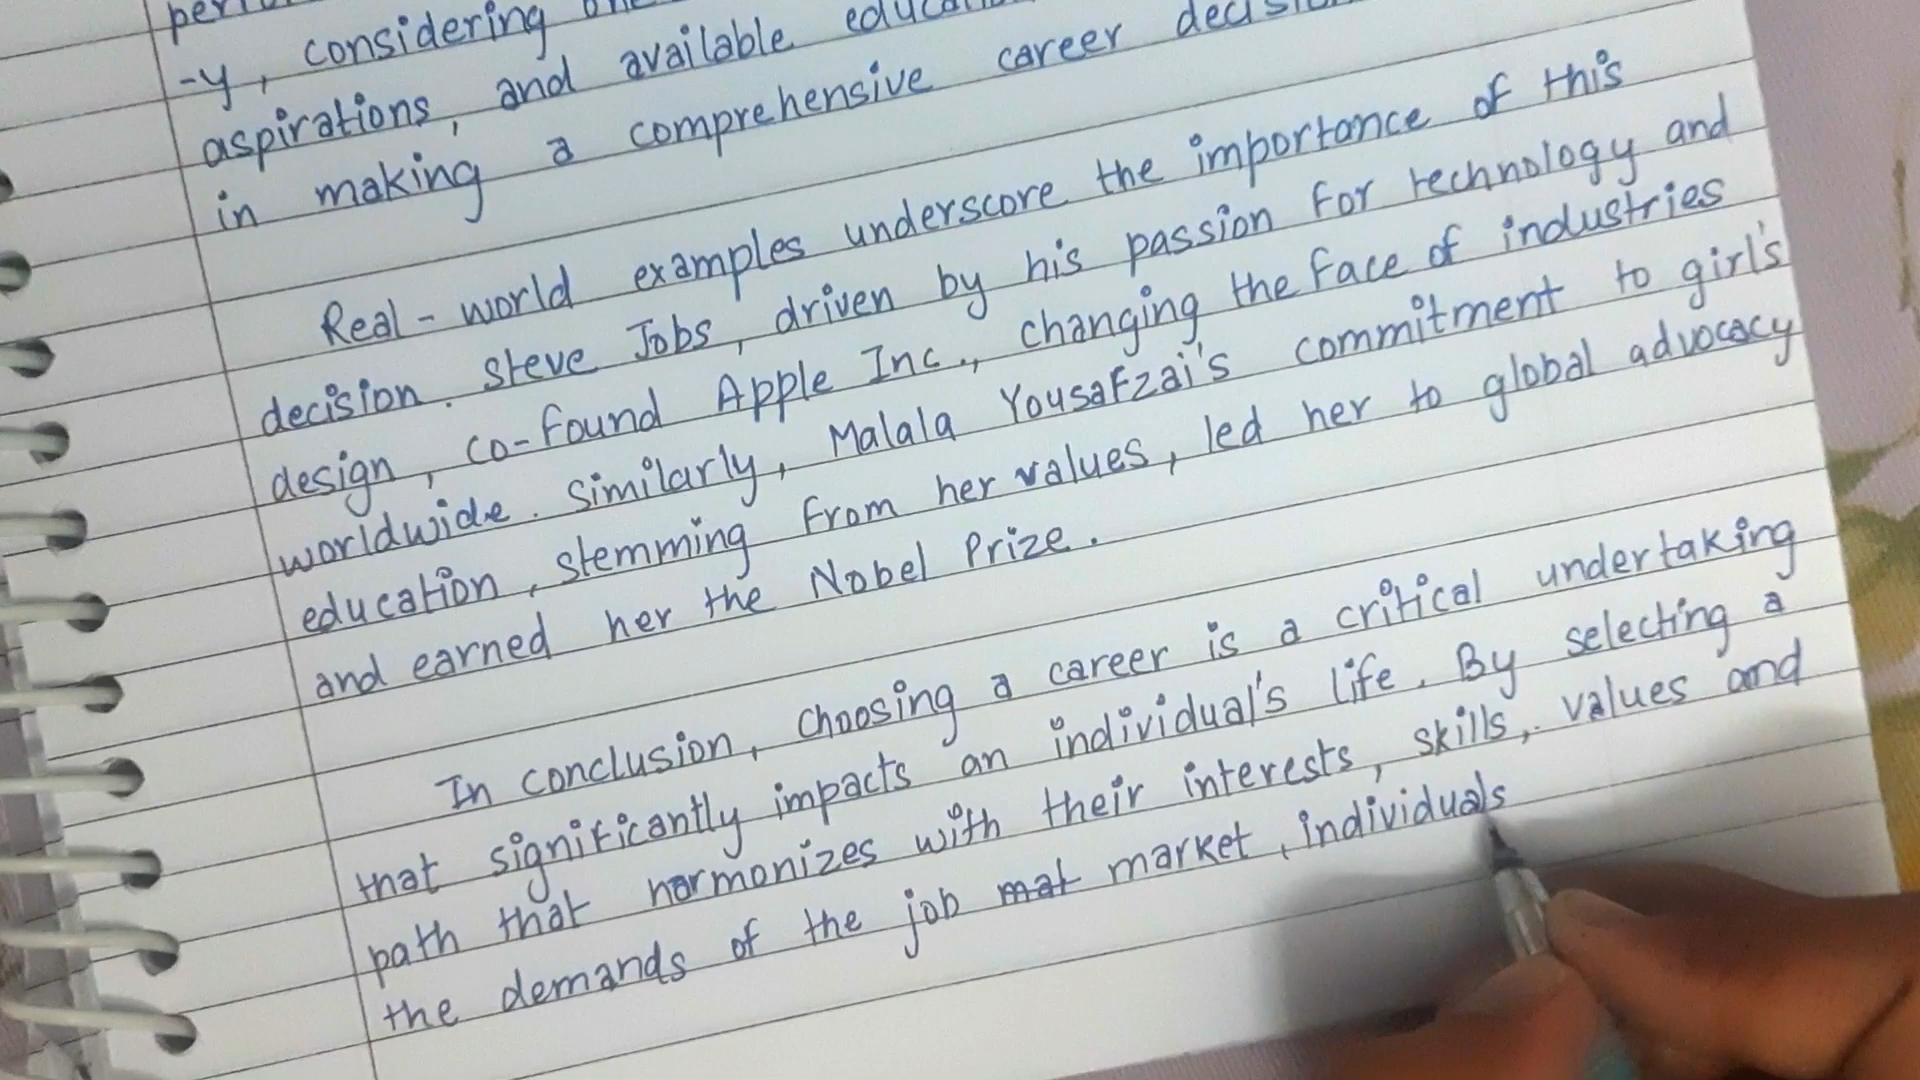 -y, considering
aspirations, and available
in making a comprehensive career
Real-world examples underscore the importance of this
decision. Steve Jobs, driven by his passion for technology and
design, co-found Apple Inc., changing the face of industries
worldwide. Similarly, Malala Yousafzai's commitment to girl's
education, stemming from her values, led her to global advocacy
and earned her the Nobel Prize.
In conclusion, choosing a career is a critical undertaking
that significantly impacts an individual's life. By selecting a
path that harmonizes with their interests, skills, values and
the demands of the job mat market, individuals